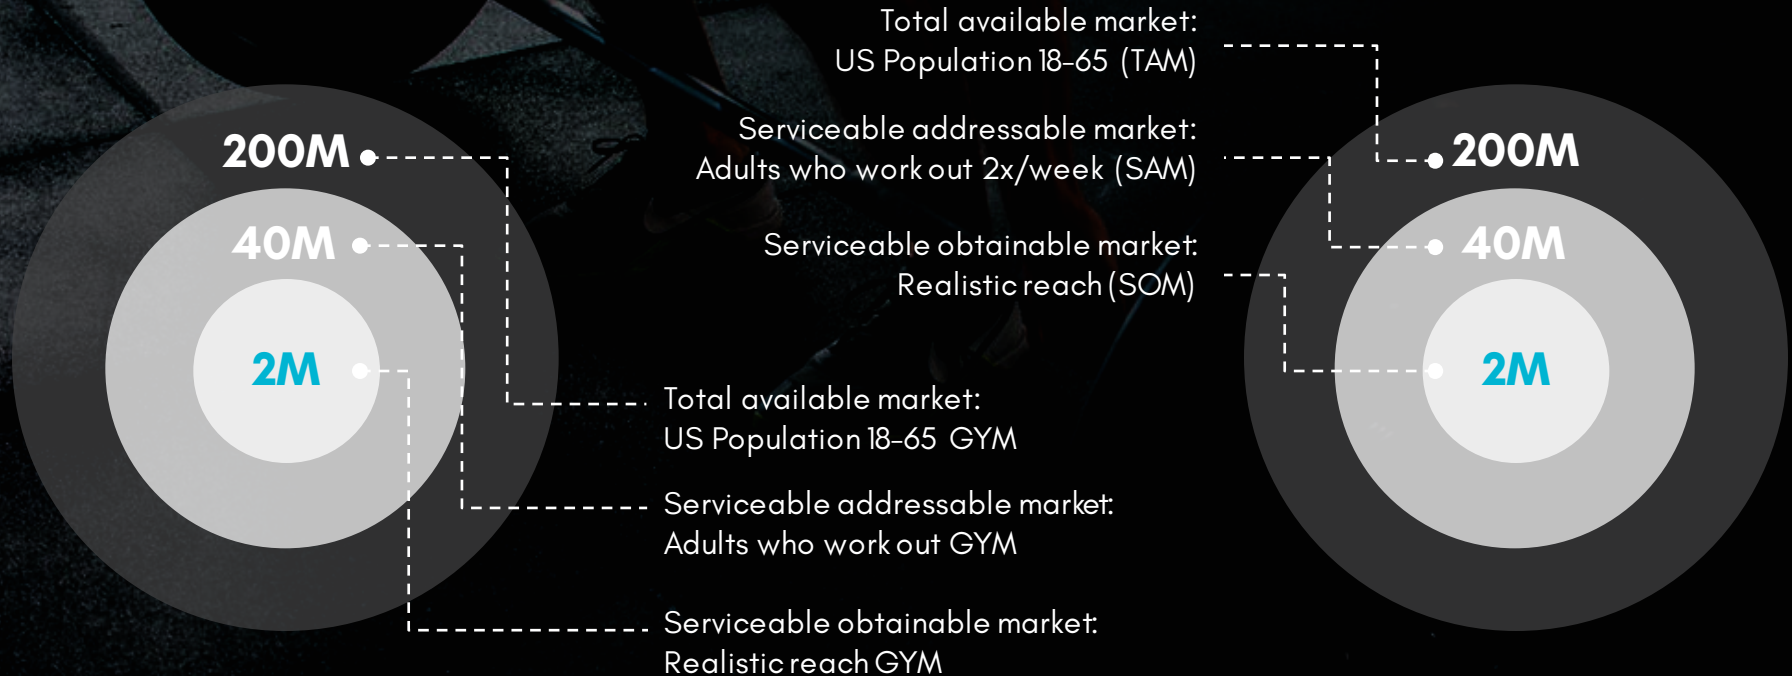 Total available market:
US Population 18-65 (TAM)
Serviceable addressable market:
Adults who work out 2x/week (SAM)
Serviceable obtainable market:
Realistic reach (SOM)
200M
40M
2M
200M
40M
2M
Total available market:
US Population 18-65 GYM
Serviceable addressable market:
Adults who work out GYM
Serviceable obtainable market:
Realistic reach GYM